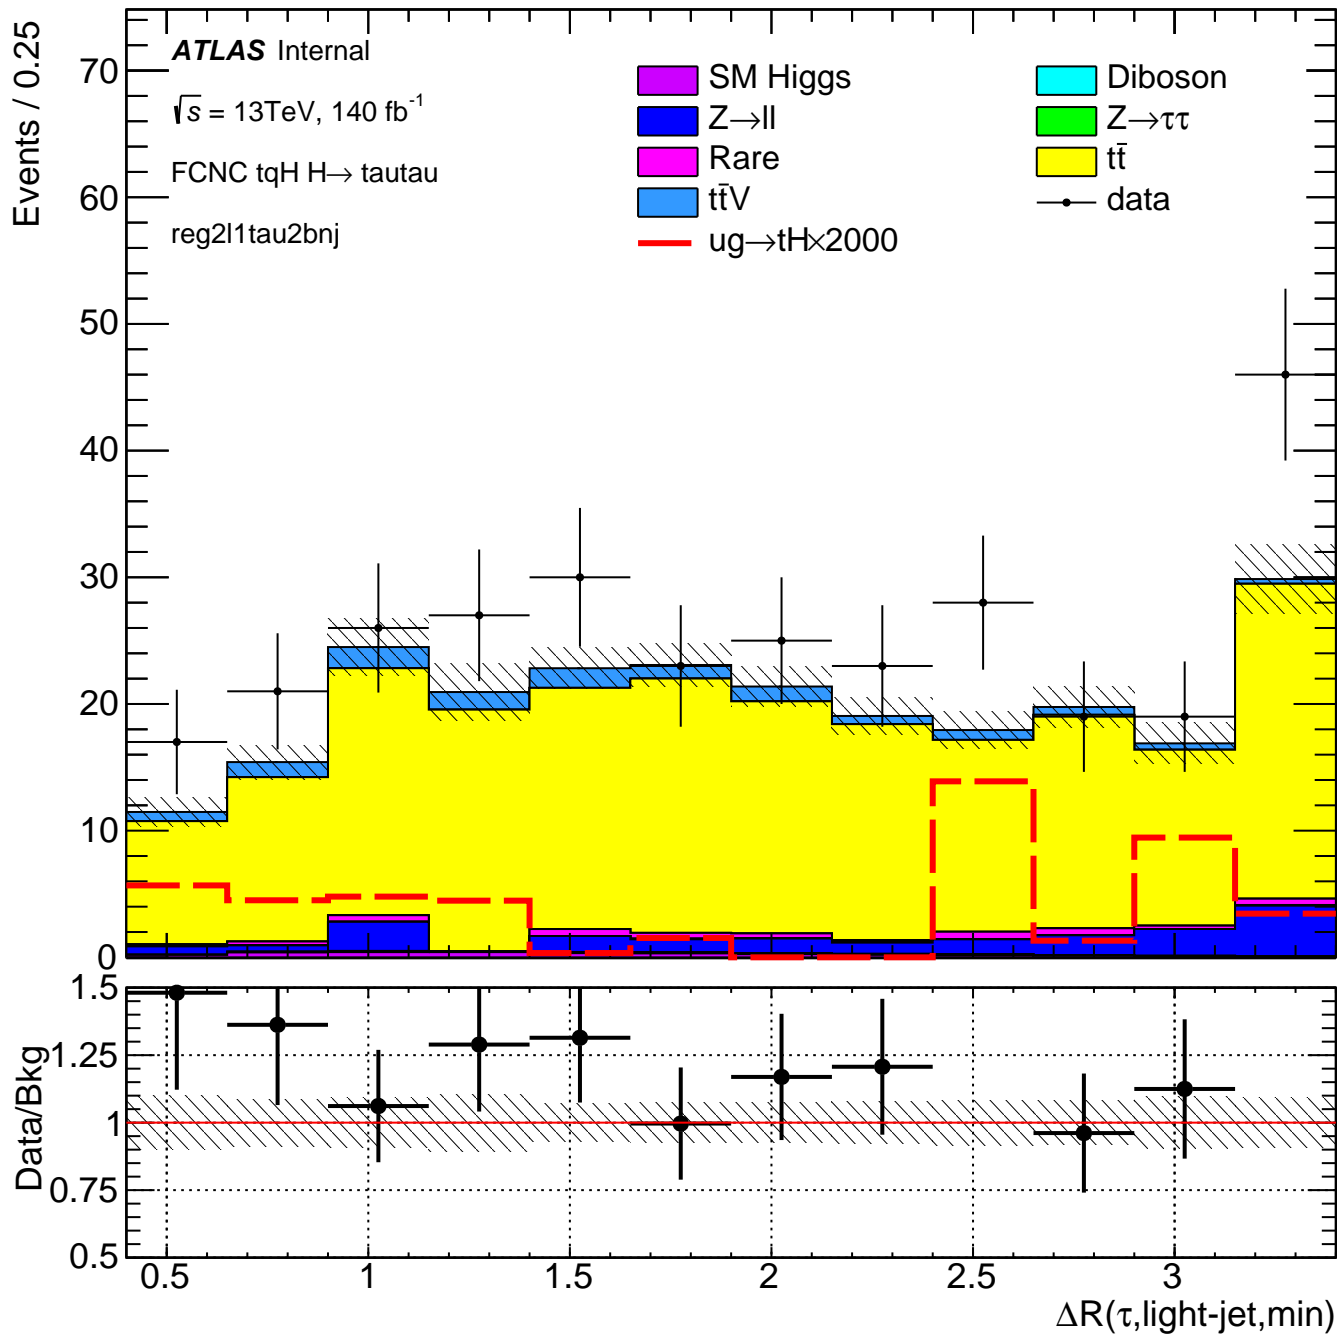 Events / 0.25
70
60
50
40
30
20
10
0
ATLAS Internal
√s = 13TeV, 140 fb⁻¹
FCNC tqH H→ tautau
reg2l1tau2bnj
SM Higgs
Z→ll
Rare
tt̄V
ug→tH×2000
Diboson
Z→ττ
tt̄
data
Data/Bkg
1.5
1.25
1
0.75
0.5
0.5 1 1.5 2 2.5 3
ΔR(τ,light-jet,min)